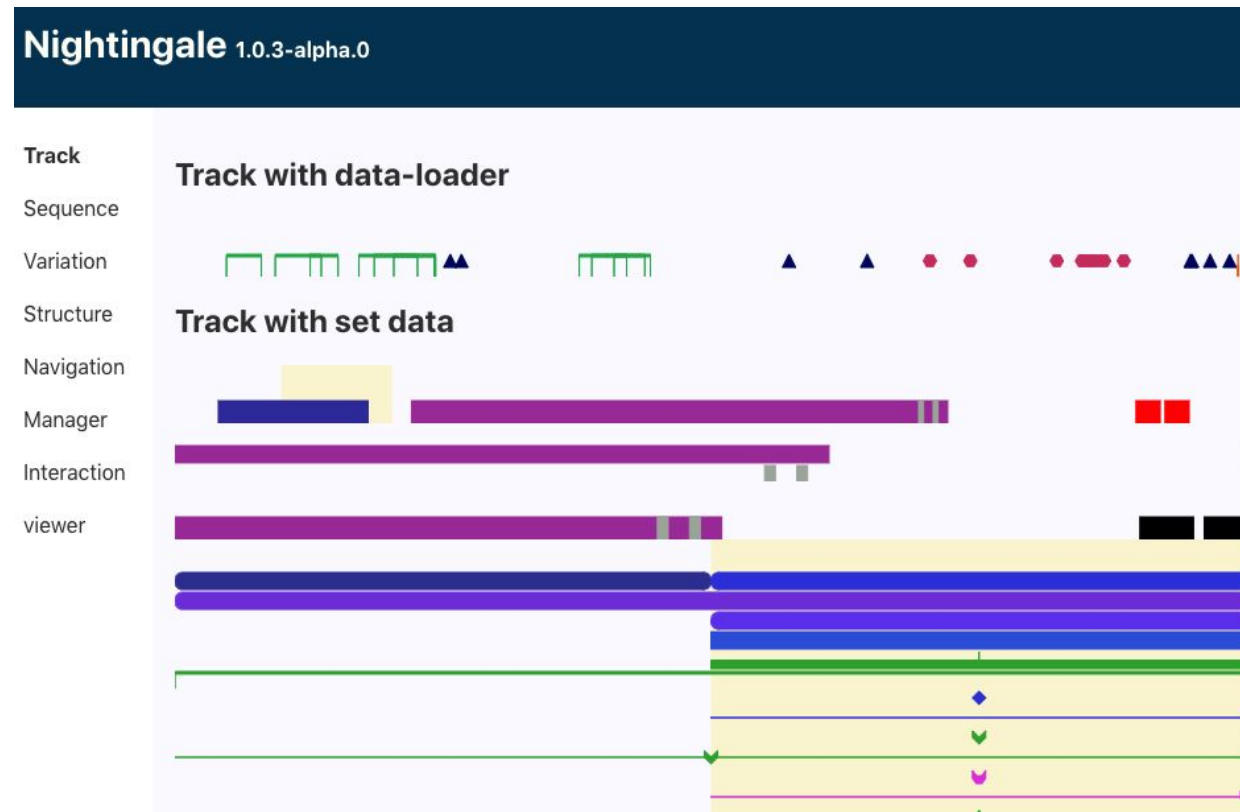 Nightingale 1.0.3-alpha.0
Track
Sequence
Variation
Structure
Navigation
Manager
Interaction
viewer
Track with data-loader
Track with set data